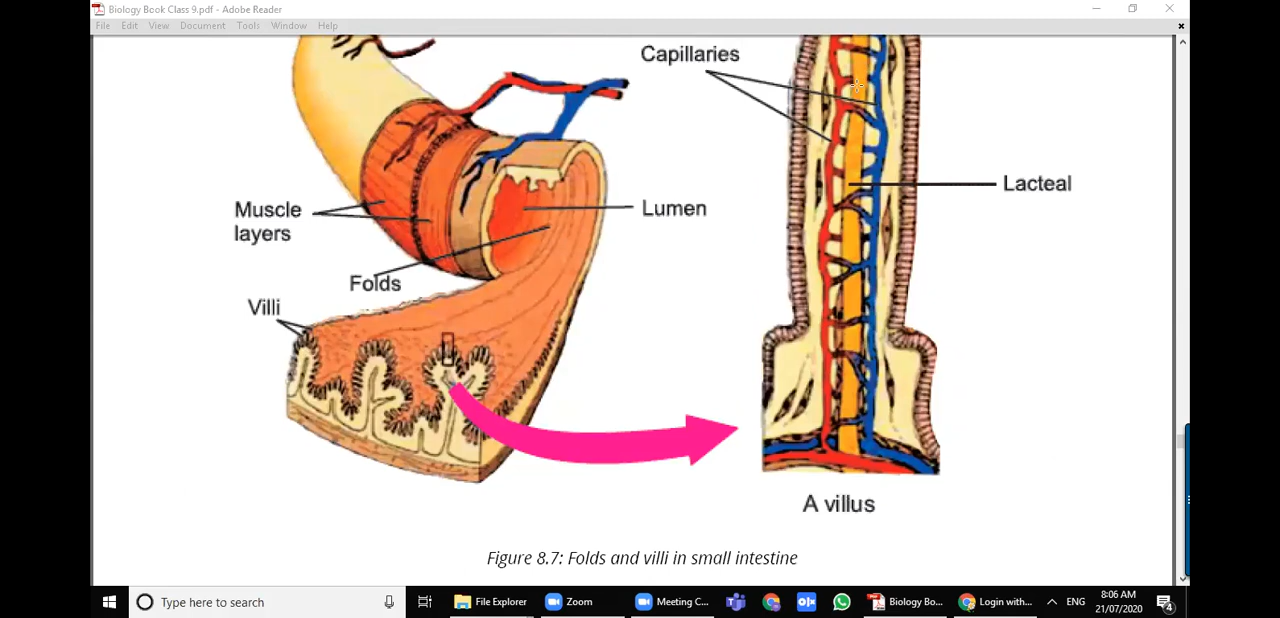 Biology Book Class 9.pdf - Adobe Reader
File Edit View Document Tools Window Help
Capillaries
Lacteal
Muscle
layers
Lumen
Folds
Villi
A villus
Figure 8.7: Folds and villi in small intestine
Type here to search
File Explorer
Zoom
Meeting C...
Biology Bo...
Login with...
ENG
8:06 AM
21/07/2020
4